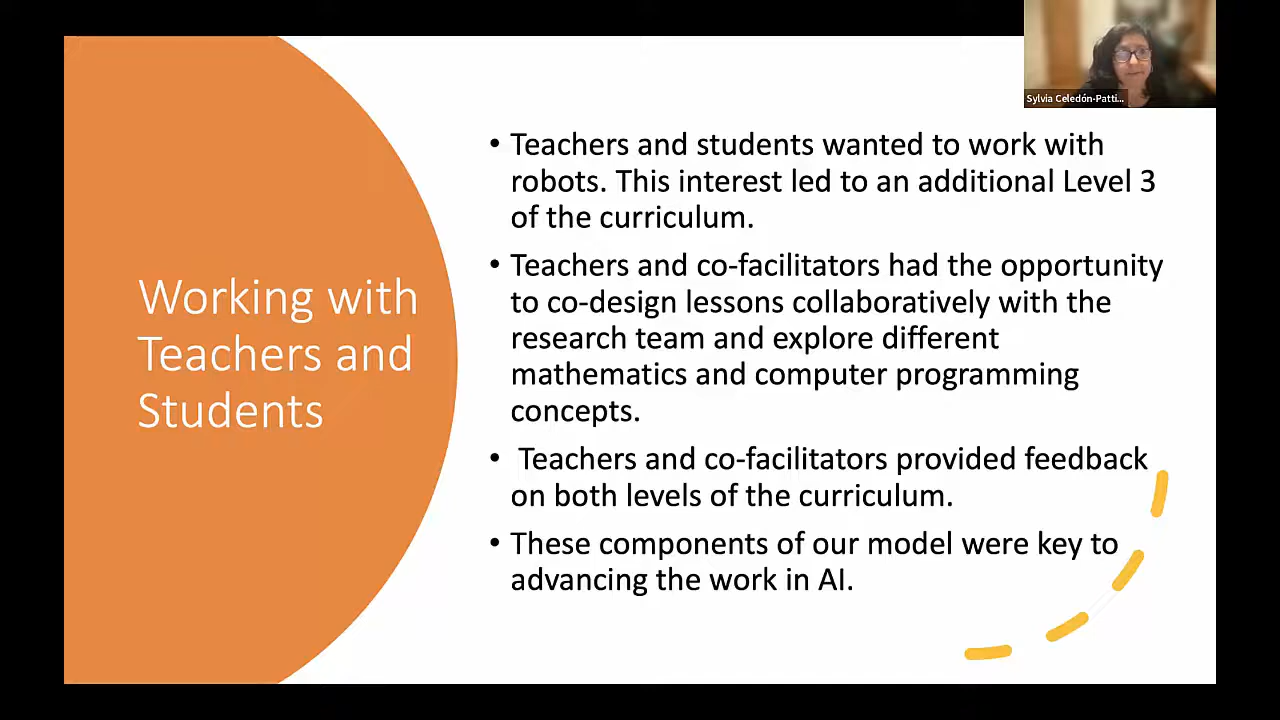 Sylvia Celedón-Patti...
Working with
Teachers and
Students
• Teachers and students wanted to work with
robots. This interest led to an additional Level 3
of the curriculum.
• Teachers and co-facilitators had the opportunity
to co-design lessons collaboratively with the
research team and explore different
mathematics and computer programming
concepts.
• Teachers and co-facilitators provided feedback
on both levels of the curriculum.
• These components of our model were key to
advancing the work in AI.